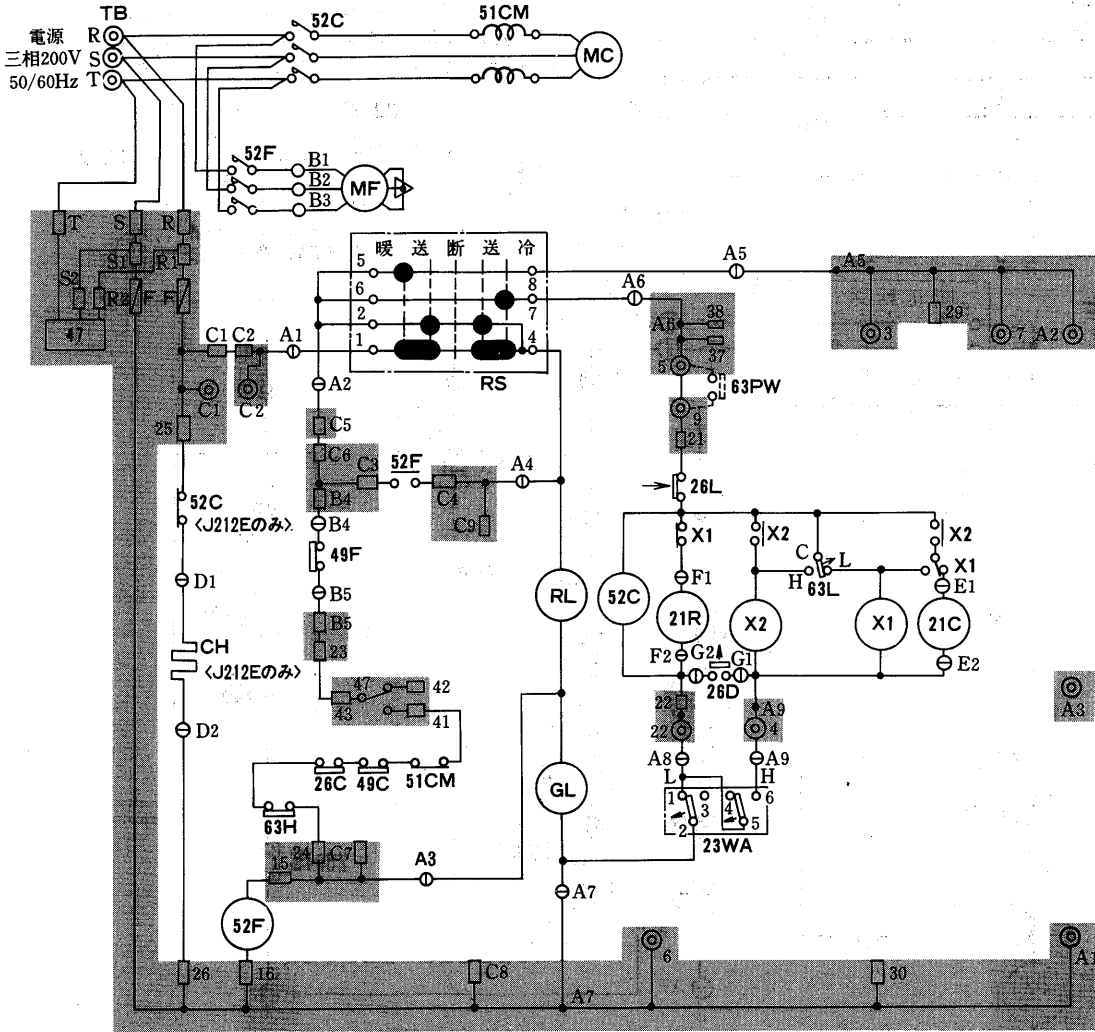 TB
電源 R
三相200V S
50/60Hz T
52C
51CM
MC
52F
B1
B2
B3
MF
T S R
S1 R1
S2
R2 F F
47
暖 送 断 送 冷
5 8
6 7
2
1 4
RS
A5
A6
A5
3 29 7 A2
A6 38
37
5
63PW
9
21
C1 C2 A1
C1 C2
25
A2
C5
C6
C3 52F C4 A4
C9
B4
B4
49F
B5
B5
23
52C
〈J212Eのみ〉
D1
CH
〈J212Eのみ〉
D2
26L
X1 X2 X2
C L
H 63L X1
F1 E1
RL 52C 21R X2 X1 21C
F2 G2 G1 E2
26D
22 A9
22 4
A3
A8 A9
L H
1 3 4 6
2 5
23WA
47 42
43 41
26C 49C 51CM
63H
GL
24 C7
15 A3
A7
52F
26 16 C8 A7 6 30 A1